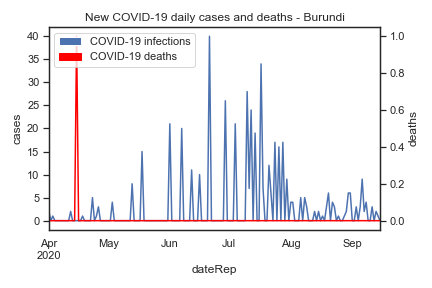 New COVID-19 daily cases and deaths - Burundi
COVID-19 infections
COVID-19 deaths
40
35
30
25
20
15
10
5
0
cases
1.0
0.8
0.6
0.4
0.2
0.0
deaths
Apr
2020
May
Jun
Jul
Aug
Sep
dateRep